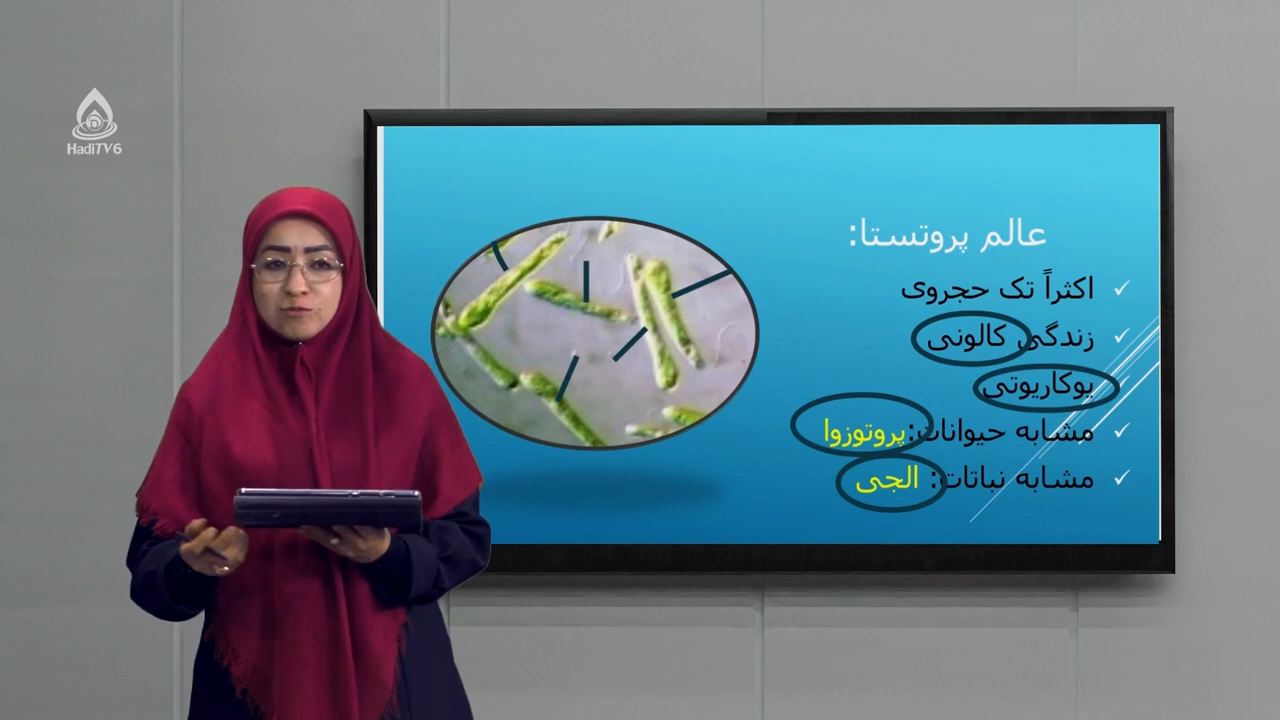 HadiTV6
عالم پروتستا:
اکثراً تک حجروی
زندگی کالونی
یوکاریوتی
مشابه حیوانات:پروتوزوا
مشابه نباتات: الجی